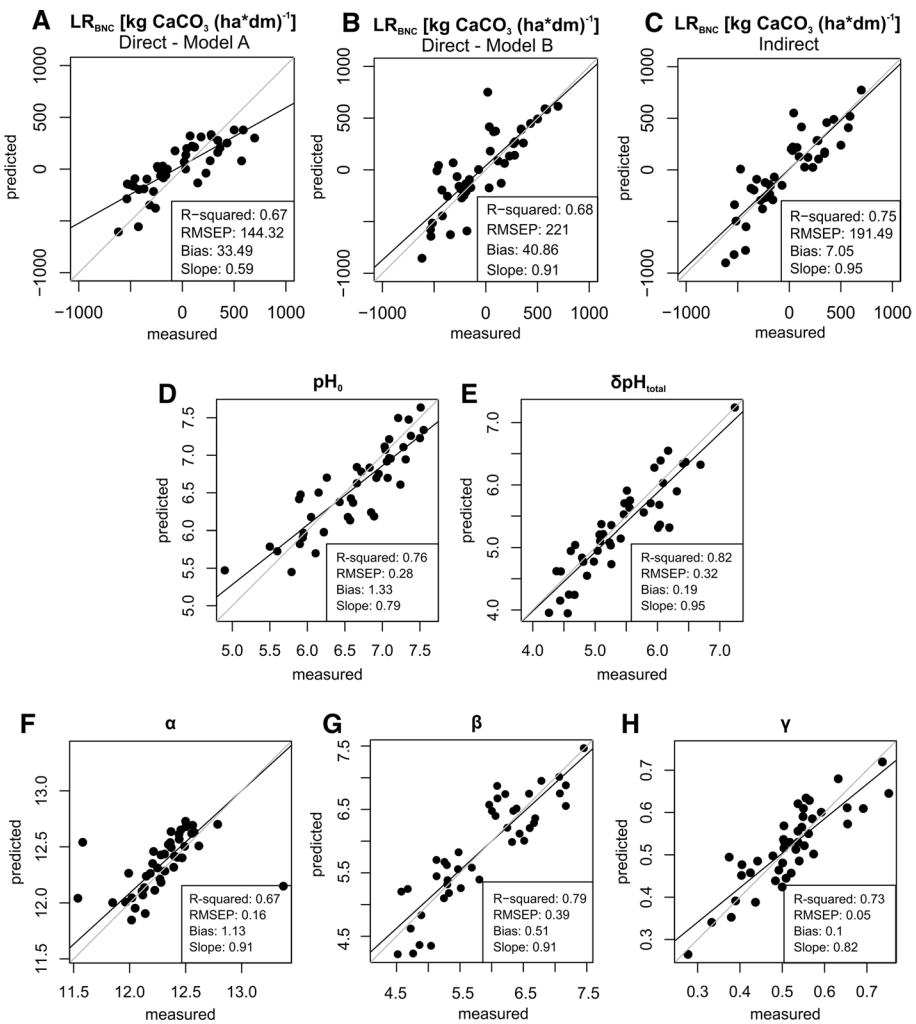 A
LR_BNC [kg CaCO₃ (ha*dm)⁻¹]
Direct - Model A
predicted
1000
500
0
−1000
R−squared: 0.67
RMSEP: 144.32
Bias: 33.49
Slope: 0.59
−1000
0
500
1000
measured
B
LR_BNC [kg CaCO₃ (ha*dm)⁻¹]
Direct - Model B
predicted
1000
500
0
−1000
R−squared: 0.68
RMSEP: 221
Bias: 40.86
Slope: 0.91
−1000
0
500
1000
measured
C
LR_BNC [kg CaCO₃ (ha*dm)⁻¹]
Indirect
predicted
1000
500
0
−1000
R−squared: 0.75
RMSEP: 191.49
Bias: 7.05
Slope: 0.95
−1000
0
500
1000
measured
D
pH₀
predicted
7.5
7.0
6.5
6.0
5.5
5.0
R-squared: 0.76
RMSEP: 0.28
Bias: 1.33
Slope: 0.79
5.0
5.5
6.0
6.5
7.0
7.5
measured
E
δpH_total
predicted
7.0
6.0
5.0
4.0
R-squared: 0.82
RMSEP: 0.32
Bias: 0.19
Slope: 0.95
4.0
5.0
6.0
7.0
measured
F
α
predicted
13.0
12.5
12.0
11.5
R-squared: 0.67
RMSEP: 0.16
Bias: 1.13
Slope: 0.91
11.5
12.0
12.5
13.0
measured
G
β
predicted
7.5
6.5
5.5
4.5
R-squared: 0.79
RMSEP: 0.39
Bias: 0.51
Slope: 0.91
4.5
5.5
6.5
7.5
measured
H
γ
predicted
0.7
0.6
0.5
0.4
0.3
R-squared: 0.73
RMSEP: 0.05
Bias: 0.1
Slope: 0.82
0.3
0.4
0.5
0.6
0.7
measured